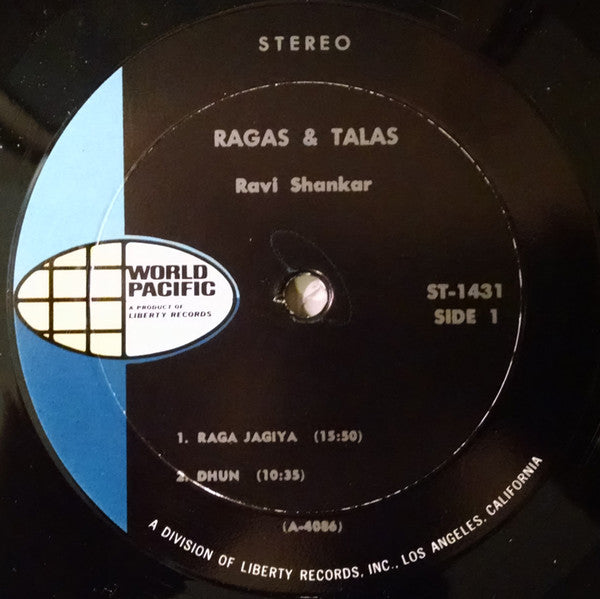 STEREO
RAGAS & TALAS
Ravi Shankar
WORLD
PACIFIC
A PRODUCT OF
LIBERTY RECORDS
ST-1431
SIDE 1
1. RAGA JAGIYA (15:50)
2. DHUN (10:35)
(A-4086)
A DIVISION OF LIBERTY RECORDS, INC., LOS ANGELES, CALIFORNIA